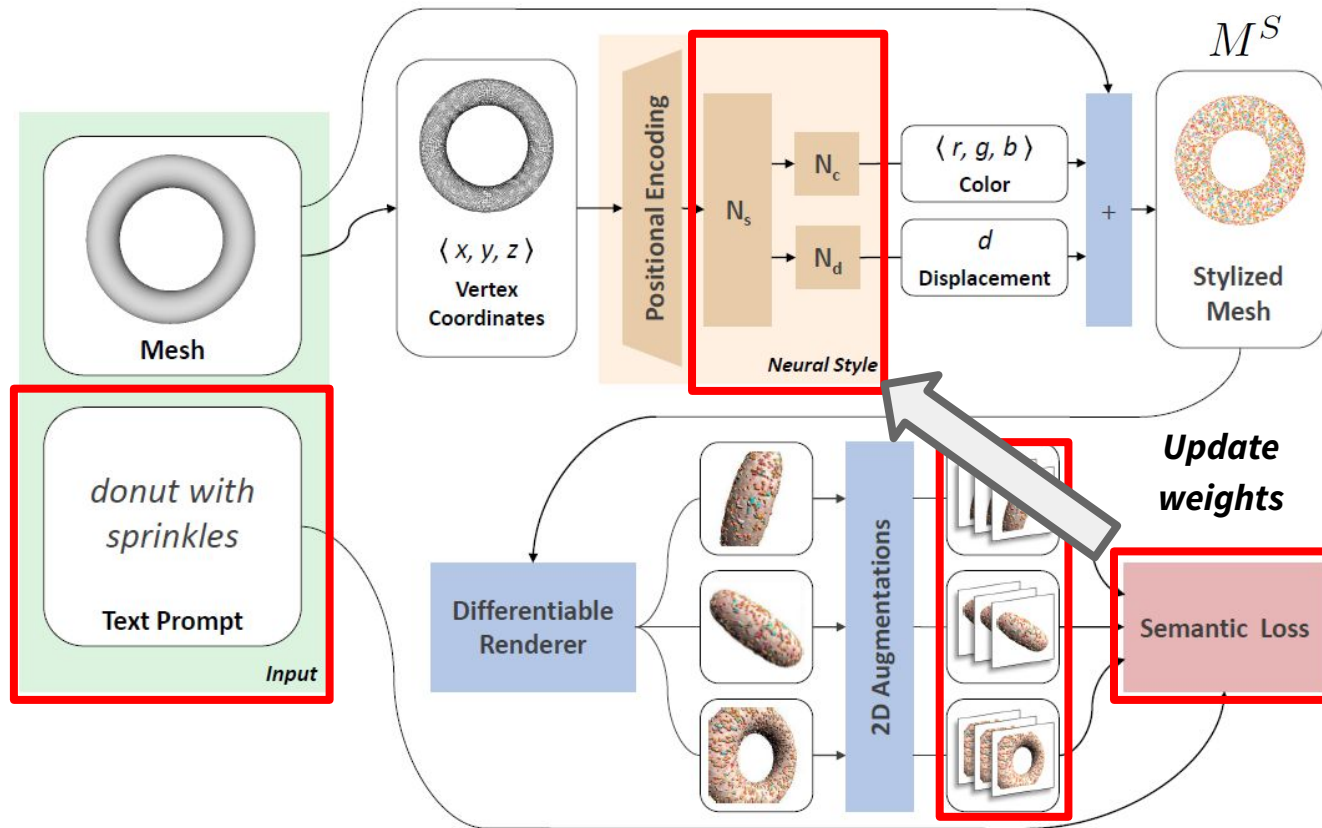 Mesh
donut with
sprinkles
Text Prompt
Input
⟨ x, y, z ⟩
Vertex
Coordinates
Positional Encoding
N_s
N_c
N_d
Neural Style
⟨ r, g, b ⟩
Color
d
Displacement
+
M^S
Stylized
Mesh
Differentiable
Renderer
2D Augmentations
Update
weights
Semantic Loss